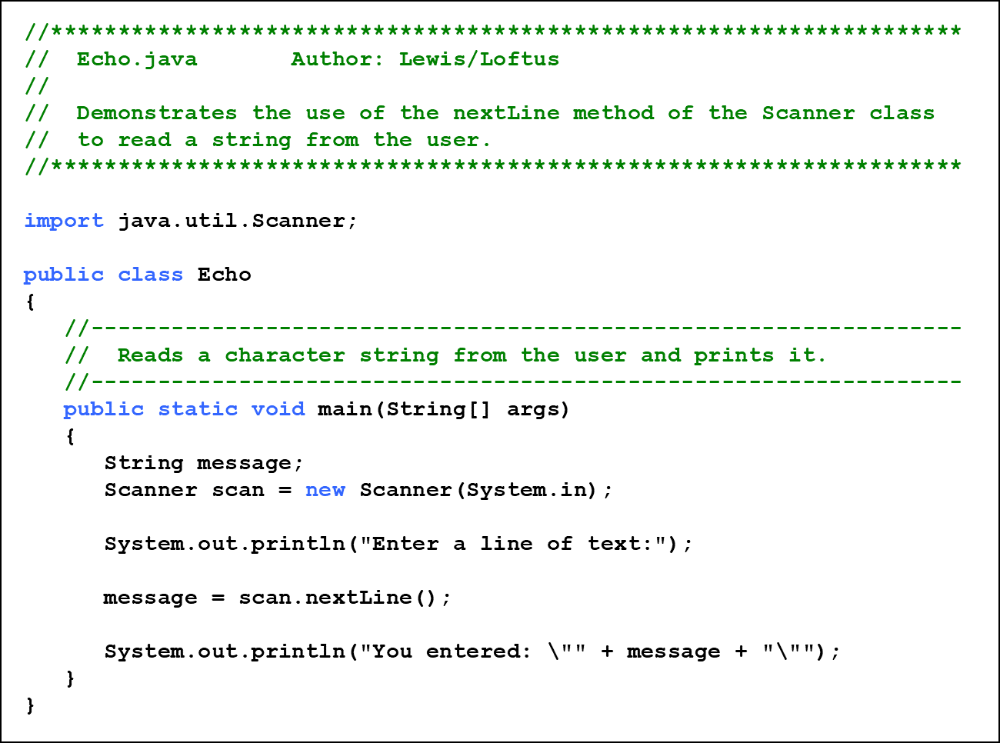 //********************************************************************
//  Echo.java       Author: Lewis/Loftus
//
//  Demonstrates the use of the nextLine method of the Scanner class
//  to read a string from the user.
//********************************************************************

import java.util.Scanner;

public class Echo
{
   //-----------------------------------------------------------------
   //  Reads a character string from the user and prints it.
   //-----------------------------------------------------------------
   public static void main(String[] args)
   {
      String message;
      Scanner scan = new Scanner(System.in);

      System.out.println("Enter a line of text:");

      message = scan.nextLine();

      System.out.println("You entered: \"" + message + "\"");
   }
}